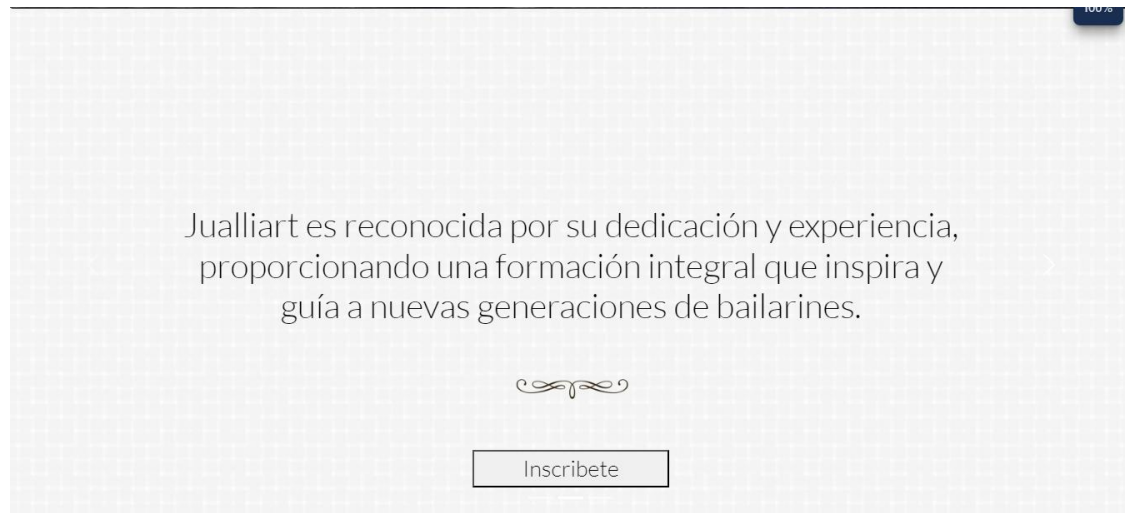 100%
Jualliart es reconocida por su dedicación y experiencia,
proporcionando una formación integral que inspira y
guía a nuevas generaciones de bailarines.
Inscribete